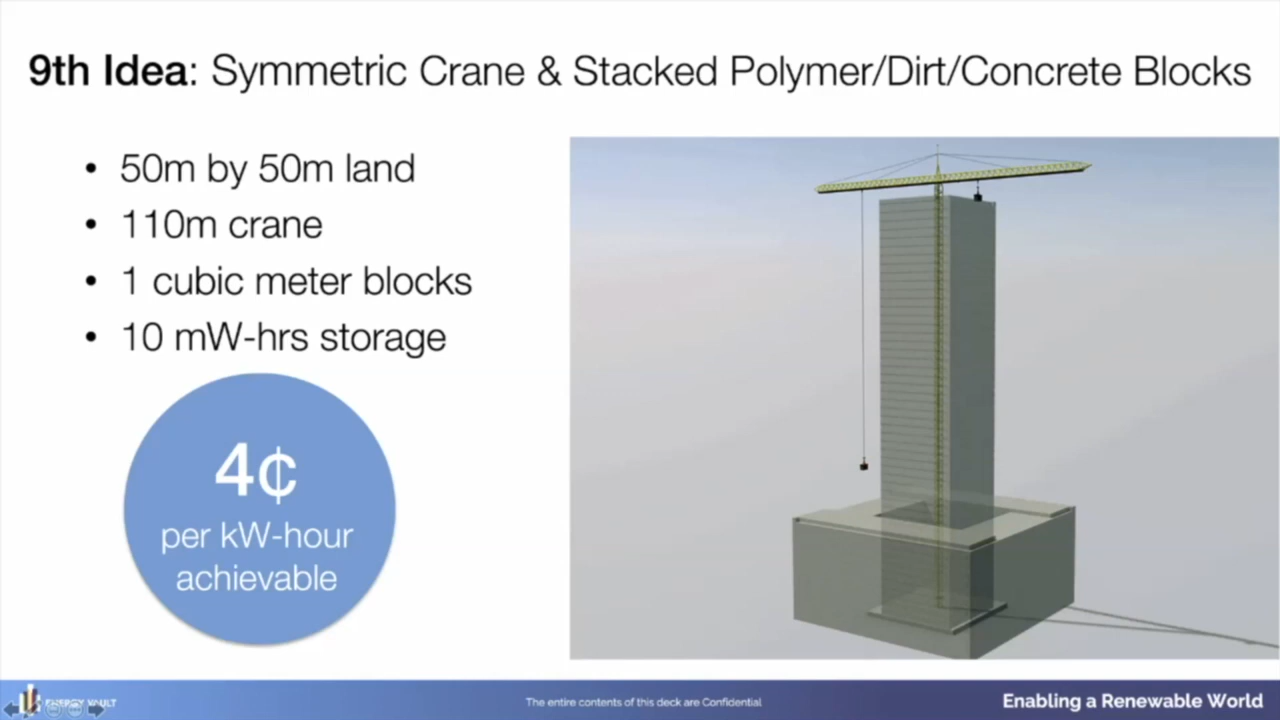 9th Idea: Symmetric Crane & Stacked Polymer/Dirt/Concrete Blocks
• 50m by 50m land
• 110m crane
• 1 cubic meter blocks
• 10 mW-hrs storage
4¢
per kW-hour
achievable
ENERGY VAULT
The entire contents of this deck are Confidential
Enabling a Renewable World